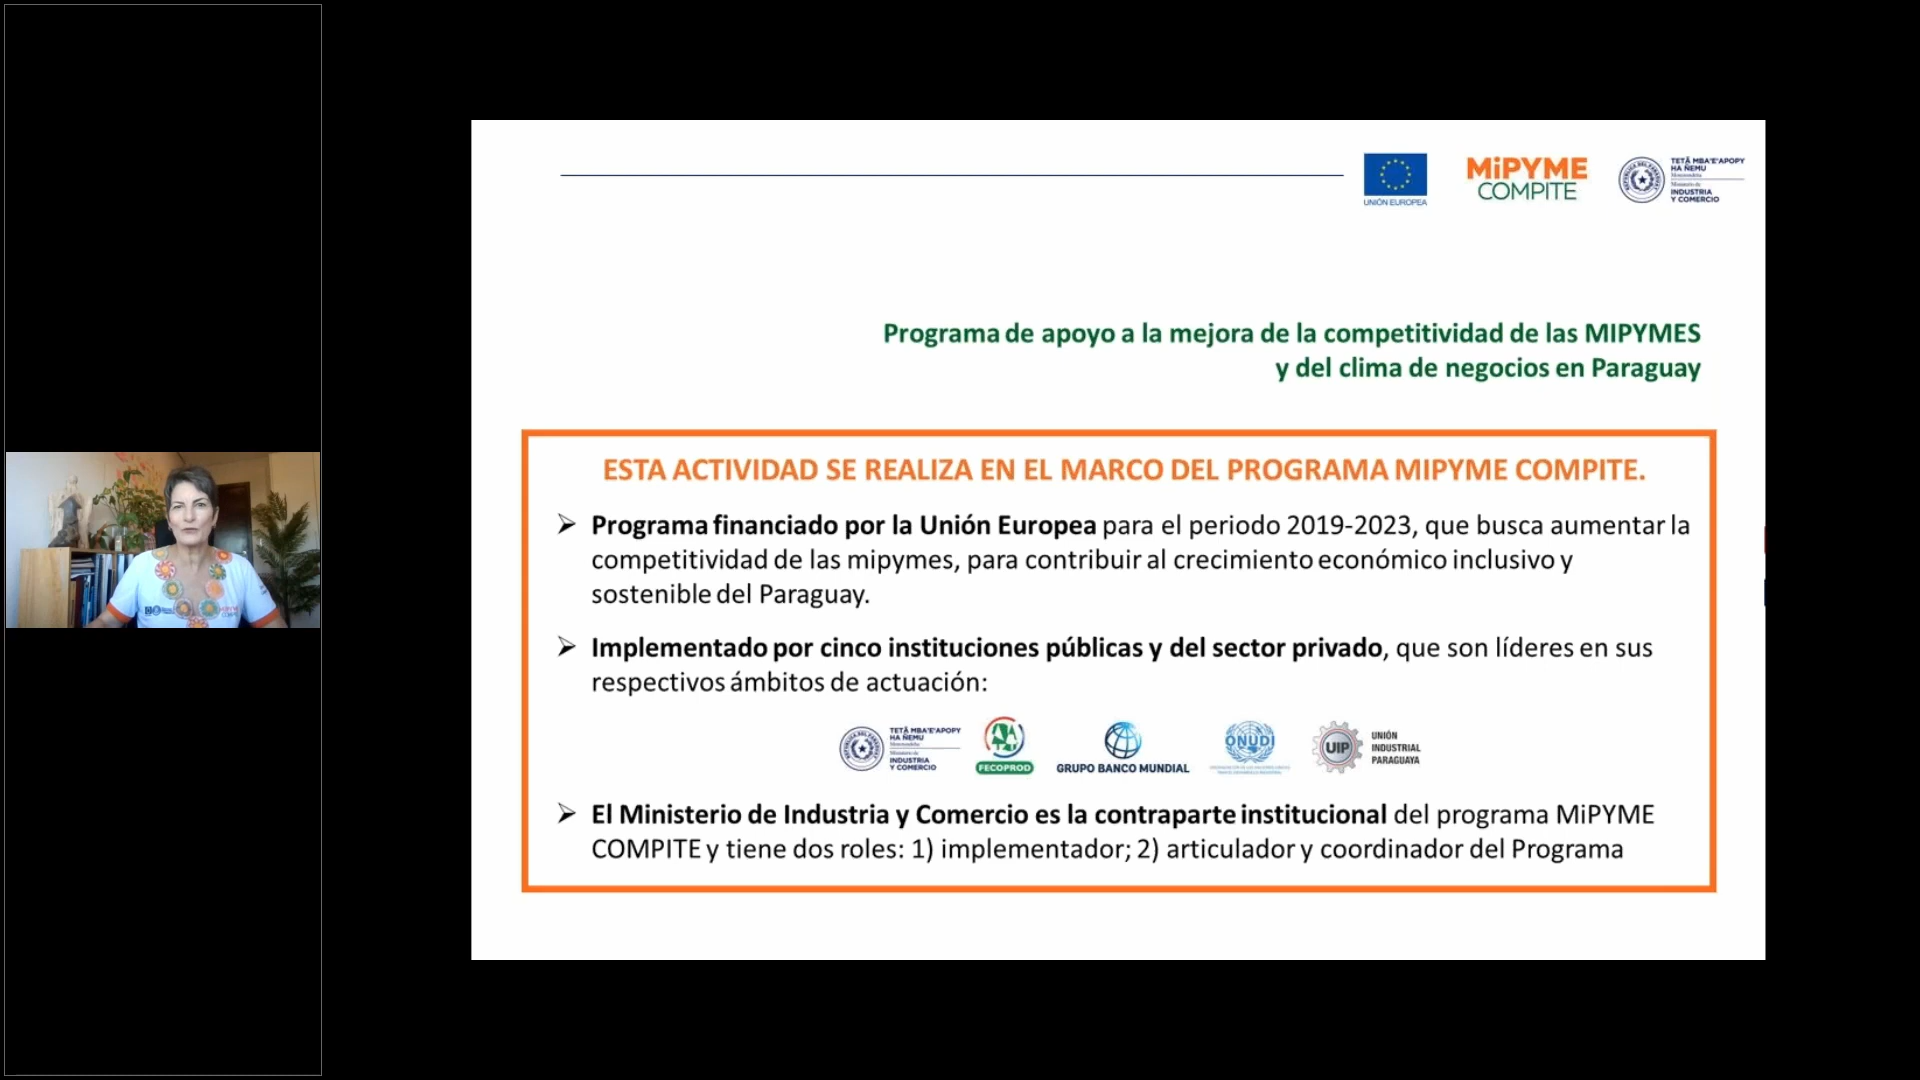 UNIÓN EUROPEA
MiPYME
COMPITE
TETÃ MBA'E'APOPY
HA ÑEMU
Ministerio de
INDUSTRIA
Y COMERCIO
Programa de apoyo a la mejora de la competitividad de las MIPYMES
y del clima de negocios en Paraguay
ESTA ACTIVIDAD SE REALIZA EN EL MARCO DEL PROGRAMA MIPYME COMPITE.
➢ Programa financiado por la Unión Europea para el periodo 2019-2023, que busca aumentar la
competitividad de las mipymes, para contribuir al crecimiento económico inclusivo y
sostenible del Paraguay.
➢ Implementado por cinco instituciones públicas y del sector privado, que son líderes en sus
respectivos ámbitos de actuación:
TETÃ MBA'E'APOPY
HA ÑEMU
Ministerio de
INDUSTRIA
Y COMERCIO
FECOPROD
GRUPO BANCO MUNDIAL
ONUDI
UIP
UNIÓN
INDUSTRIAL
PARAGUAYA
➢ El Ministerio de Industria y Comercio es la contraparte institucional del programa MiPYME
COMPITE y tiene dos roles: 1) implementador; 2) articulador y coordinador del Programa